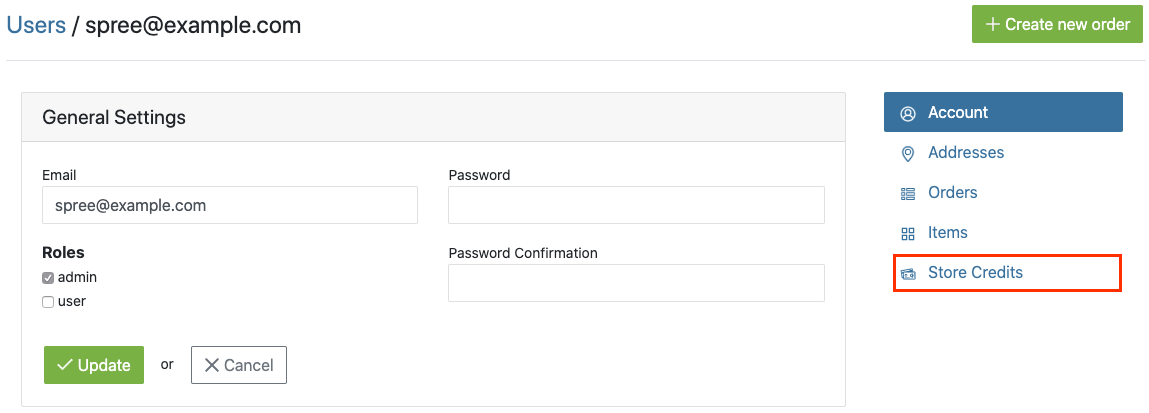 Users / spree@example.com
Create new order
General Settings
Email
spree@example.com
Password
Roles
admin
user
Password Confirmation
Update
or
Cancel
Account
Addresses
Orders
Items
Store Credits